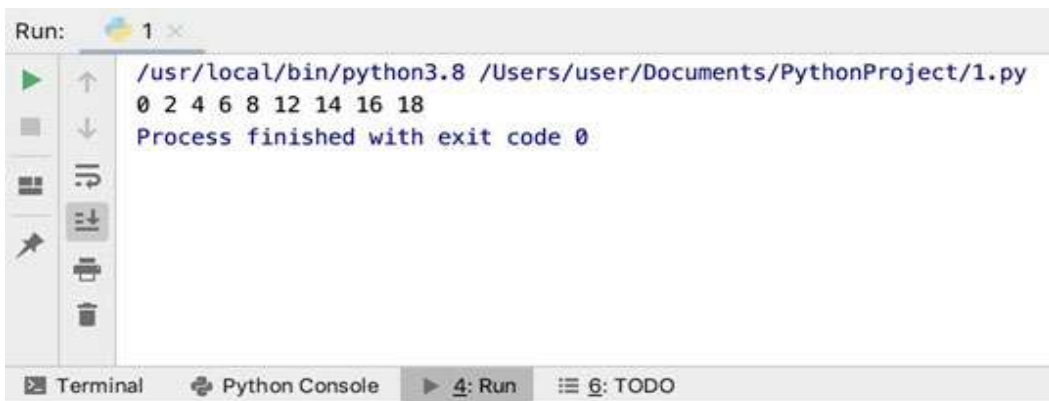 Run: 1
/usr/local/bin/python3.8 /Users/user/Documents/PythonProject/1.py
0 2 4 6 8 12 14 16 18
Process finished with exit code 0
Terminal Python Console 4: Run 6: TODO